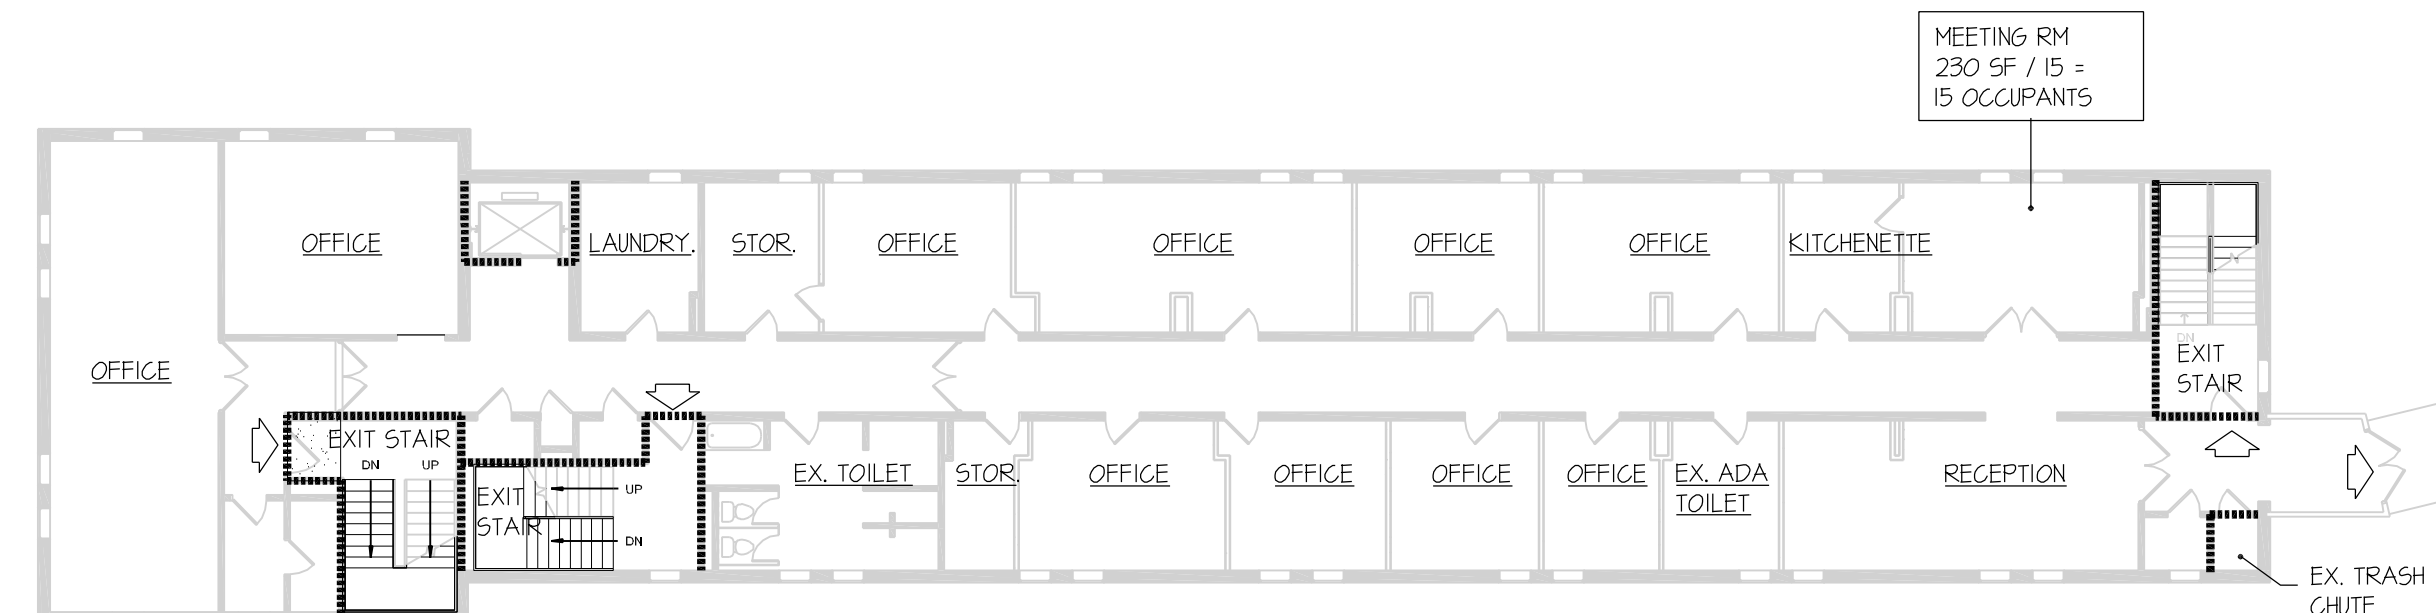 MEETING RM
230 SF / 15 =
15 OCCUPANTS
OFFICE
LAUNDRY.
STOR.
OFFICE
OFFICE
OFFICE
OFFICE
KITCHENETTE
DN
EXIT
STAIR
OFFICE
EXIT STAIR
DN
UP
EXIT
STAIR
UP
DN
EX. TOILET
STOR.
OFFICE
OFFICE
OFFICE
OFFICE
EX. ADA
TOILET
RECEPTION
EX. TRASH
CHUTE